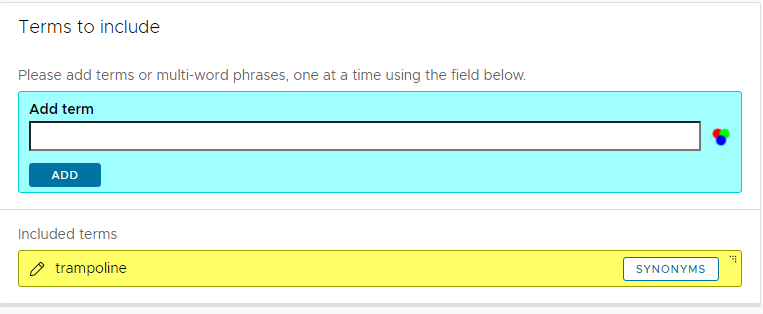 Terms to include
Please add terms or multi-word phrases, one at a time using the field below.
Add term
ADD
Included terms
trampoline
SYNONYMS